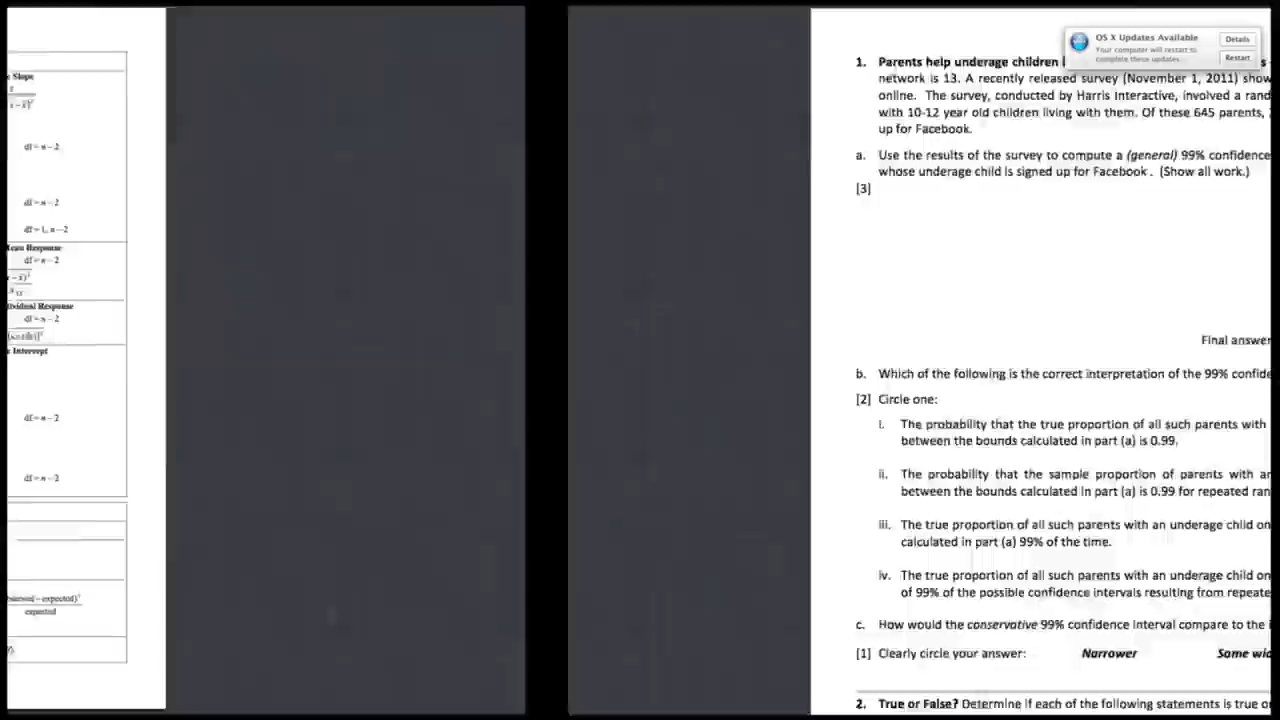 e Slope
df = n − 2
df = n − 2
df = 1, n − 2
Mean Response
df = n − 2
dividual Response
df = n − 2
e Intercept
df = n − 2
df = n − 2
expected
OS X Updates Available
Your computer will restart to
complete these updates.
Details
Restart
1. Parents help underage children
network is 13. A recently released survey (November 1, 2011) show
online. The survey, conducted by Harris Interactive, involved a rand
with 10-12 year old children living with them. Of these 645 parents,
up for Facebook.
a. Use the results of the survey to compute a (general) 99% confidence
whose underage child is signed up for Facebook. (Show all work.)
[3]
Final answer
b. Which of the following is the correct interpretation of the 99% confide
[2] Circle one:
i. The probability that the true proportion of all such parents with
between the bounds calculated in part (a) is 0.99.
ii. The probability that the sample proportion of parents with an
between the bounds calculated in part (a) is 0.99 for repeated ran
iii. The true proportion of all such parents with an underage child on
calculated in part (a) 99% of the time.
iv. The true proportion of all such parents with an underage child on
of 99% of the possible confidence intervals resulting from repeate
c. How would the conservative 99% confidence interval compare to the i
[1] Clearly circle your answer: Narrower Same wid
2. True or False? Determine if each of the following statements is true o